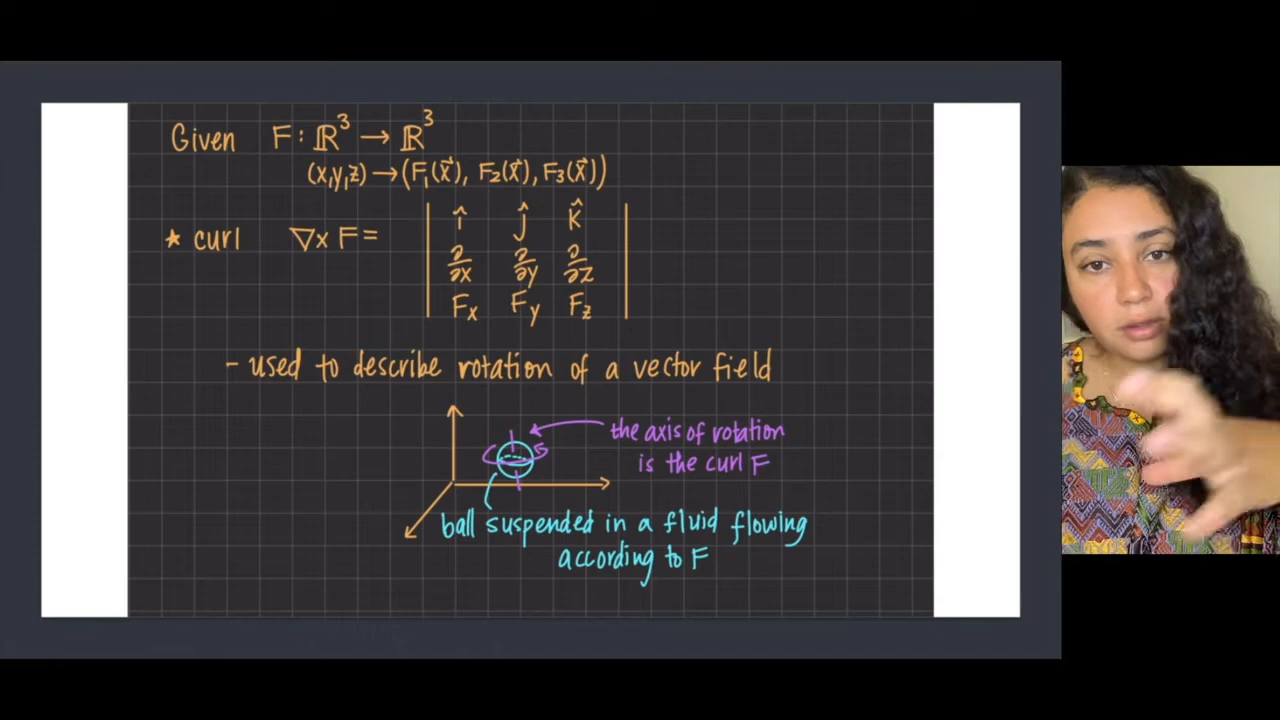 Given F : ℝ³ → ℝ³
(x,y,z) → (F₁(x⃗), F₂(x⃗), F₃(x⃗))
★ curl ∇ x F =
î ĵ k̂
∂/∂x ∂/∂y ∂/∂z
Fx Fy Fz
- used to describe rotation of a vector field
the axis of rotation
is the curl F
ball suspended in a fluid flowing
according to F